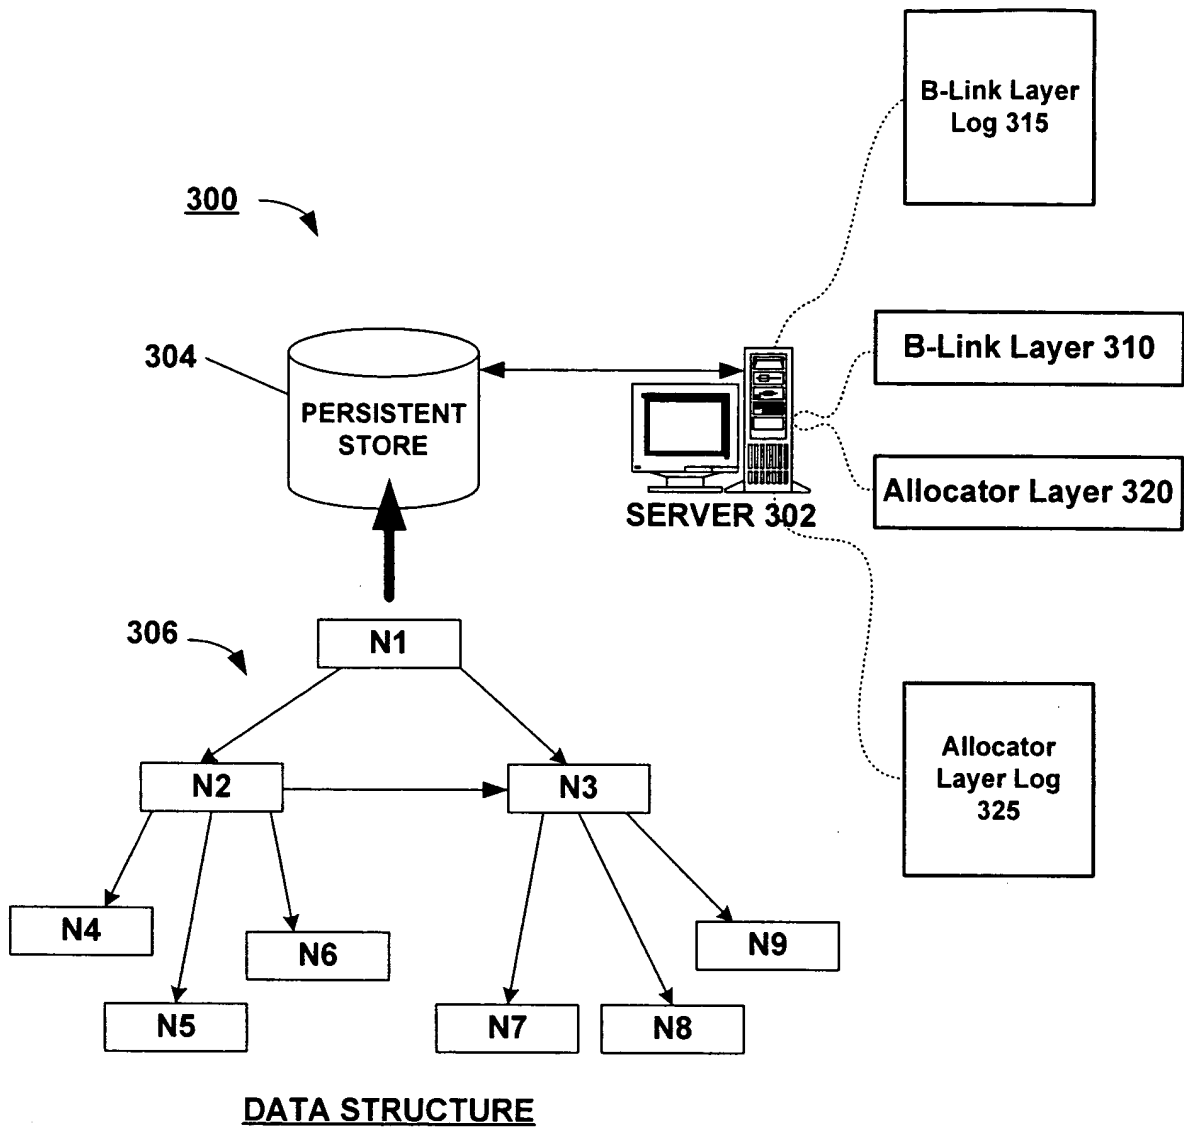 B-Link Layer
Log 315
300
304
PERSISTENT
STORE
B-Link Layer 310
Allocator Layer 320
SERVER 302
306
N1
N2
N3
Allocator
Layer Log
325
N4
N6
N9
N5
N7
N8
DATA STRUCTURE